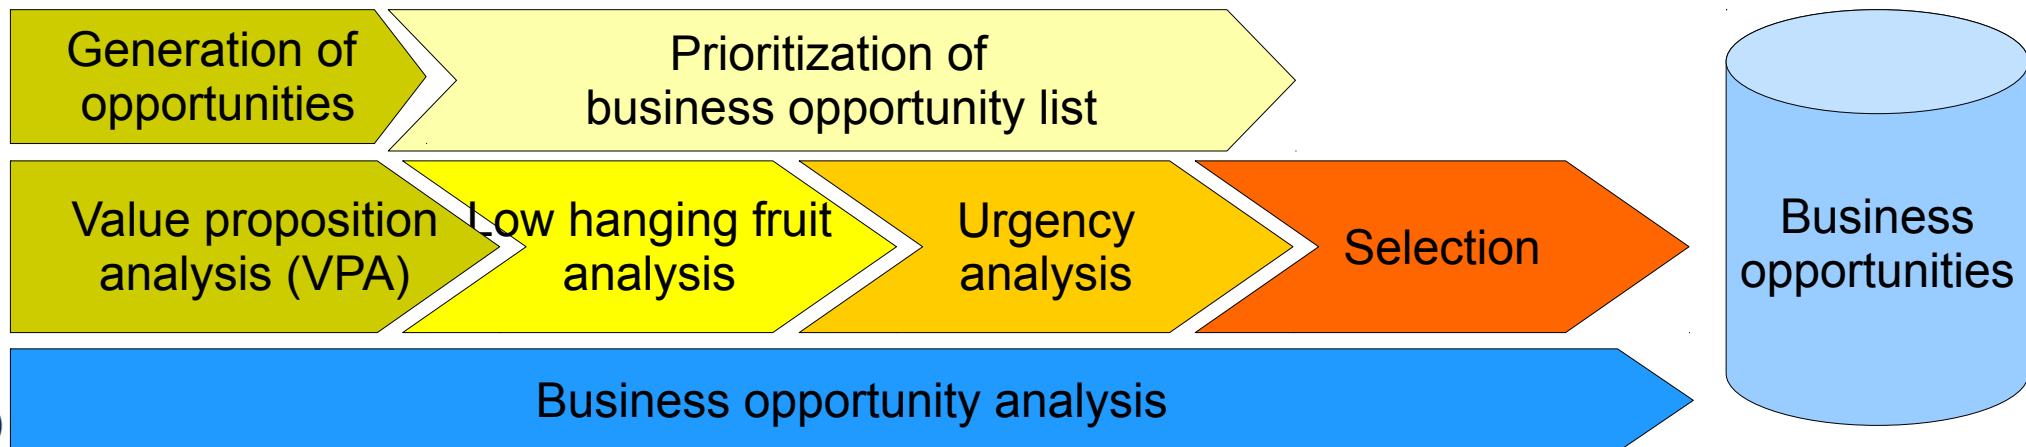 Generation of
opportunities
Prioritization of
business opportunity list
Value proposition
analysis (VPA)
Low hanging fruit
analysis
Urgency
analysis
Selection
Business
opportunities
Business opportunity analysis